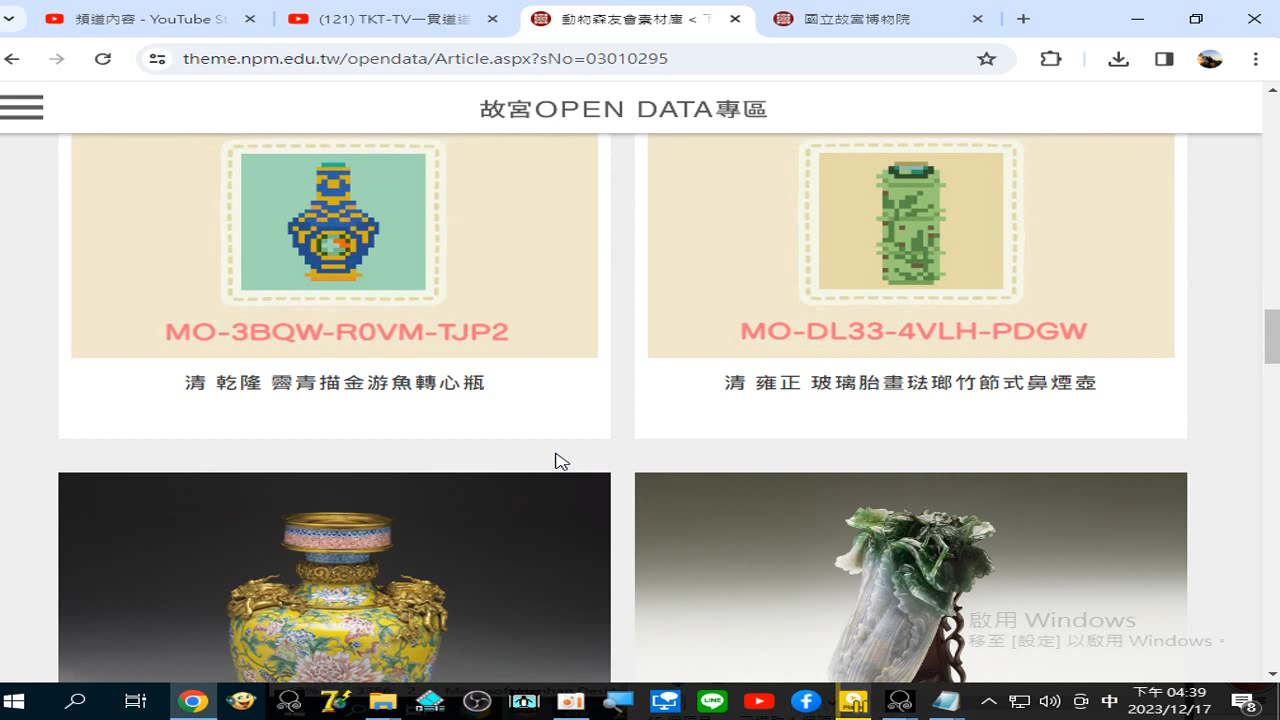 頻道內容 - YouTube St
(121) TKT-TV一貫道道
動物森友會素材庫 < 下
國立故宮博物院
theme.npm.edu.tw/opendata/Article.aspx?sNo=03010295
故宮OPEN DATA專區
MO-3BQW-R0VM-TJP2
MO-DL33-4VLH-PDGW
清 乾隆 霽青描金游魚轉心瓶
清 雍正 玻璃胎畫琺瑯竹節式鼻煙壺
啟用 Windows
移至 [設定] 以啟用 Windows。
LINE
中
下午 04:39
2023/12/17
8